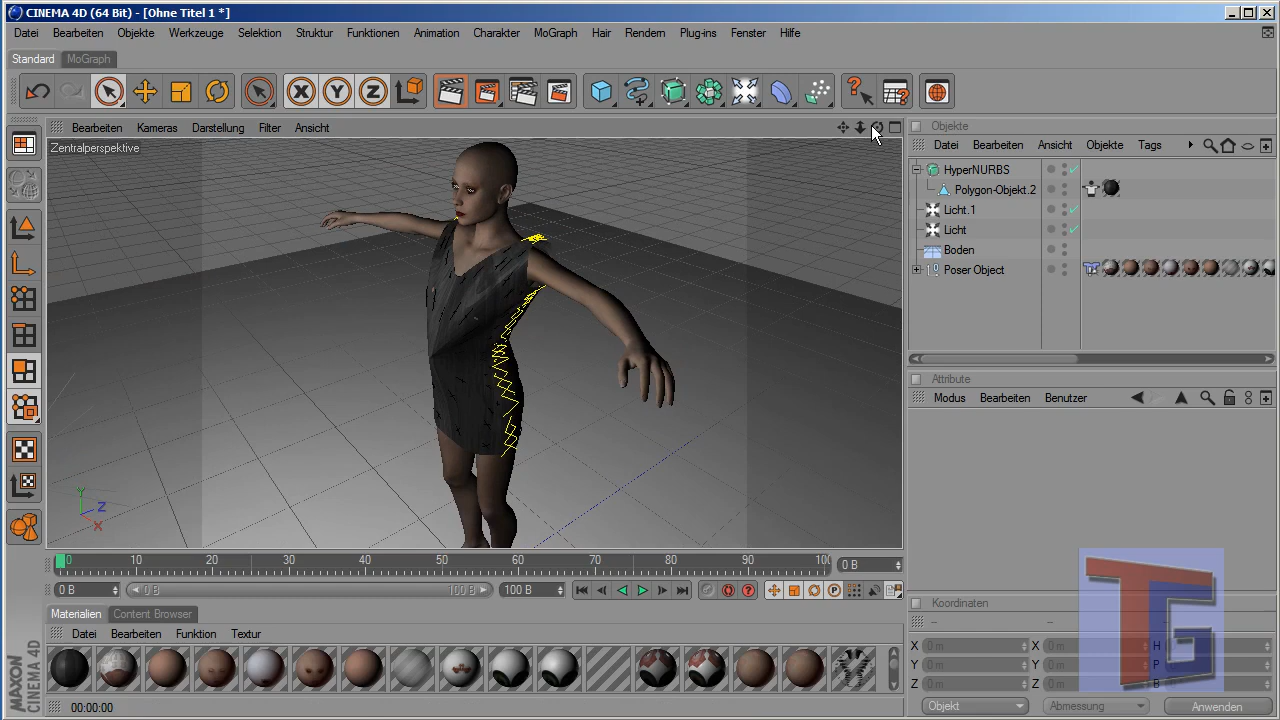 CINEMA 4D (64 Bit) - [Ohne Titel 1 *]
Datei Bearbeiten Objekte Werkzeuge Selektion Struktur Funktionen Animation Charakter MoGraph Hair Rendern Plug-ins Fenster Hilfe
Standard MoGraph
X Y Z
Bearbeiten Kameras Darstellung Filter Ansicht
Zentralperspektive
Y Z X
Objekte
Datei Bearbeiten Ansicht Objekte Tags
HyperNURBS
Polygon-Objekt.2
Licht.1
Licht
Boden
Poser Object
Attribute
Modus Bearbeiten Benutzer
0 10 20 30 40 50 60 70 80 90 100 0 B
0 B 0 B 100 B 100 B
Materialien Content Browser
Datei Bearbeiten Funktion Textur
MAXON CINEMA 4D
00:00:00
Koordinaten
-- --
X 0 m X 0 m H
Y 0 m Y 0 m P
Z 0 m Z 0 m B
Objekt Abmessung Anwenden
TG